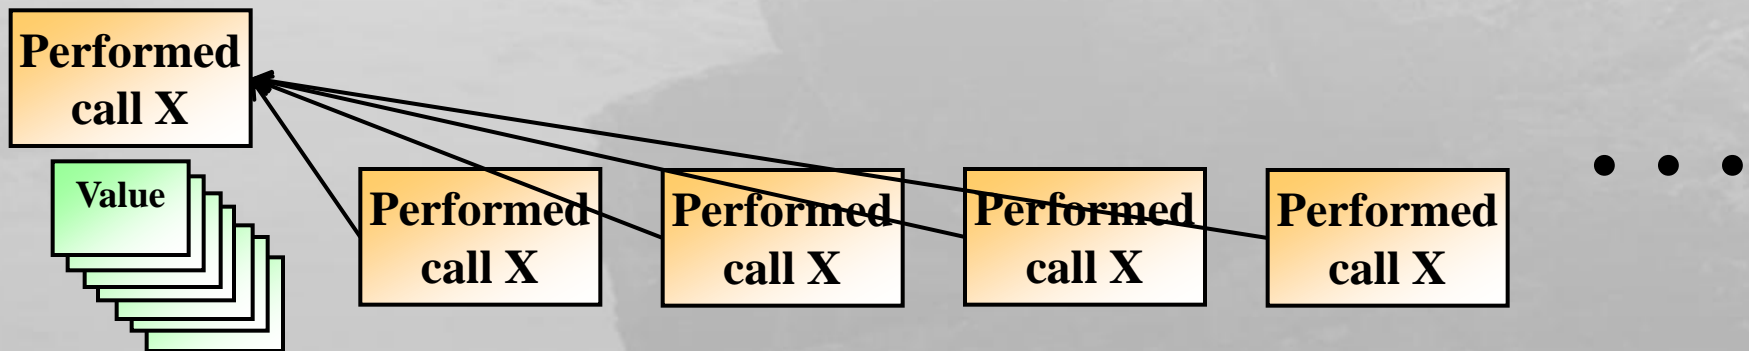 Performed
call X
Value
Performed
call X
Performed
call X
Performed
call X
Performed
call X
• • •